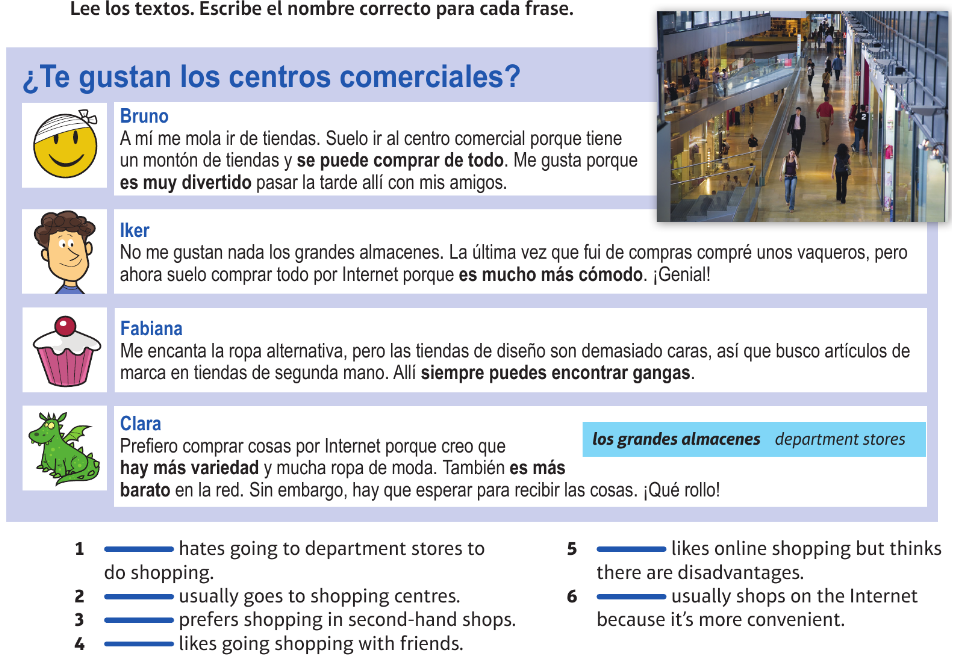 Lee los textos. Escribe el nombre correcto para cada frase.
¿Te gustan los centros comerciales?
Bruno
A mí me mola ir de tiendas. Suelo ir al centro comercial porque tiene
un montón de tiendas y se puede comprar de todo. Me gusta porque
es muy divertido pasar la tarde allí con mis amigos.
Iker
No me gustan nada los grandes almacenes. La última vez que fui de compras compré unos vaqueros, pero
ahora suelo comprar todo por Internet porque es mucho más cómodo. ¡Genial!
Fabiana
Me encanta la ropa alternativa, pero las tiendas de diseño son demasiado caras, así que busco artículos de
marca en tiendas de segunda mano. Allí siempre puedes encontrar gangas.
Clara
Prefiero comprar cosas por Internet porque creo que
hay más variedad y mucha ropa de moda. También es más
barato en la red. Sin embargo, hay que esperar para recibir las cosas. ¡Qué rollo!
los grandes almacenes department stores
1 hates going to department stores to
do shopping.
2 usually goes to shopping centres.
3 prefers shopping in second-hand shops.
4 likes going shopping with friends.
5 likes online shopping but thinks
there are disadvantages.
6 usually shops on the Internet
because it's more convenient.